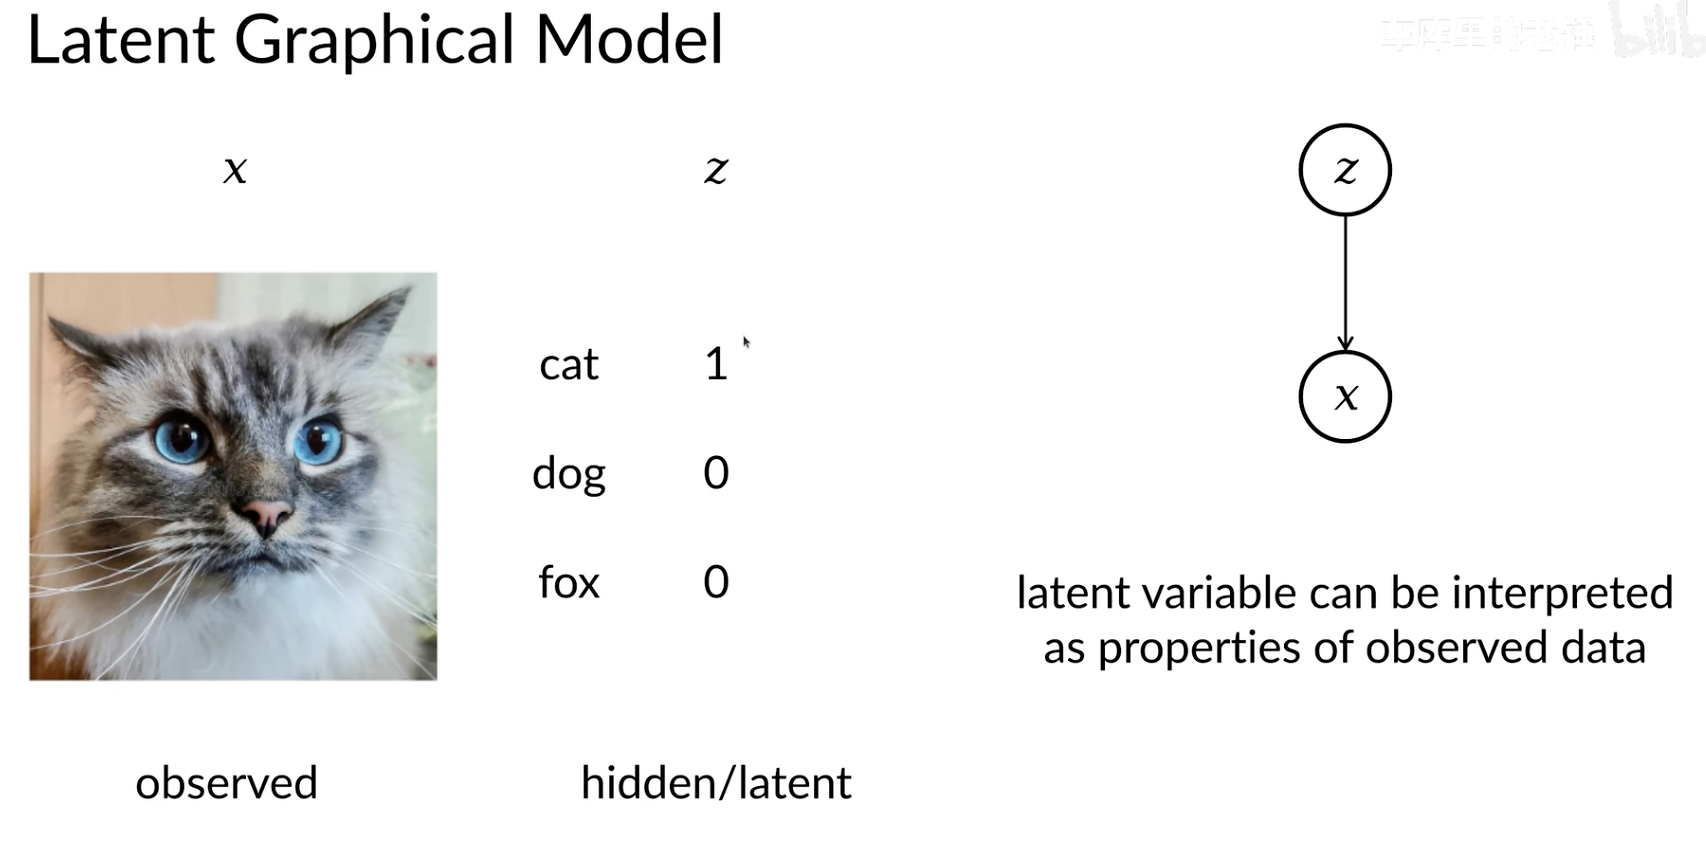 Latent Graphical Model
x z
cat 1
dog 0
fox 0
observed hidden/latent
z
x
latent variable can be interpreted
as properties of observed data